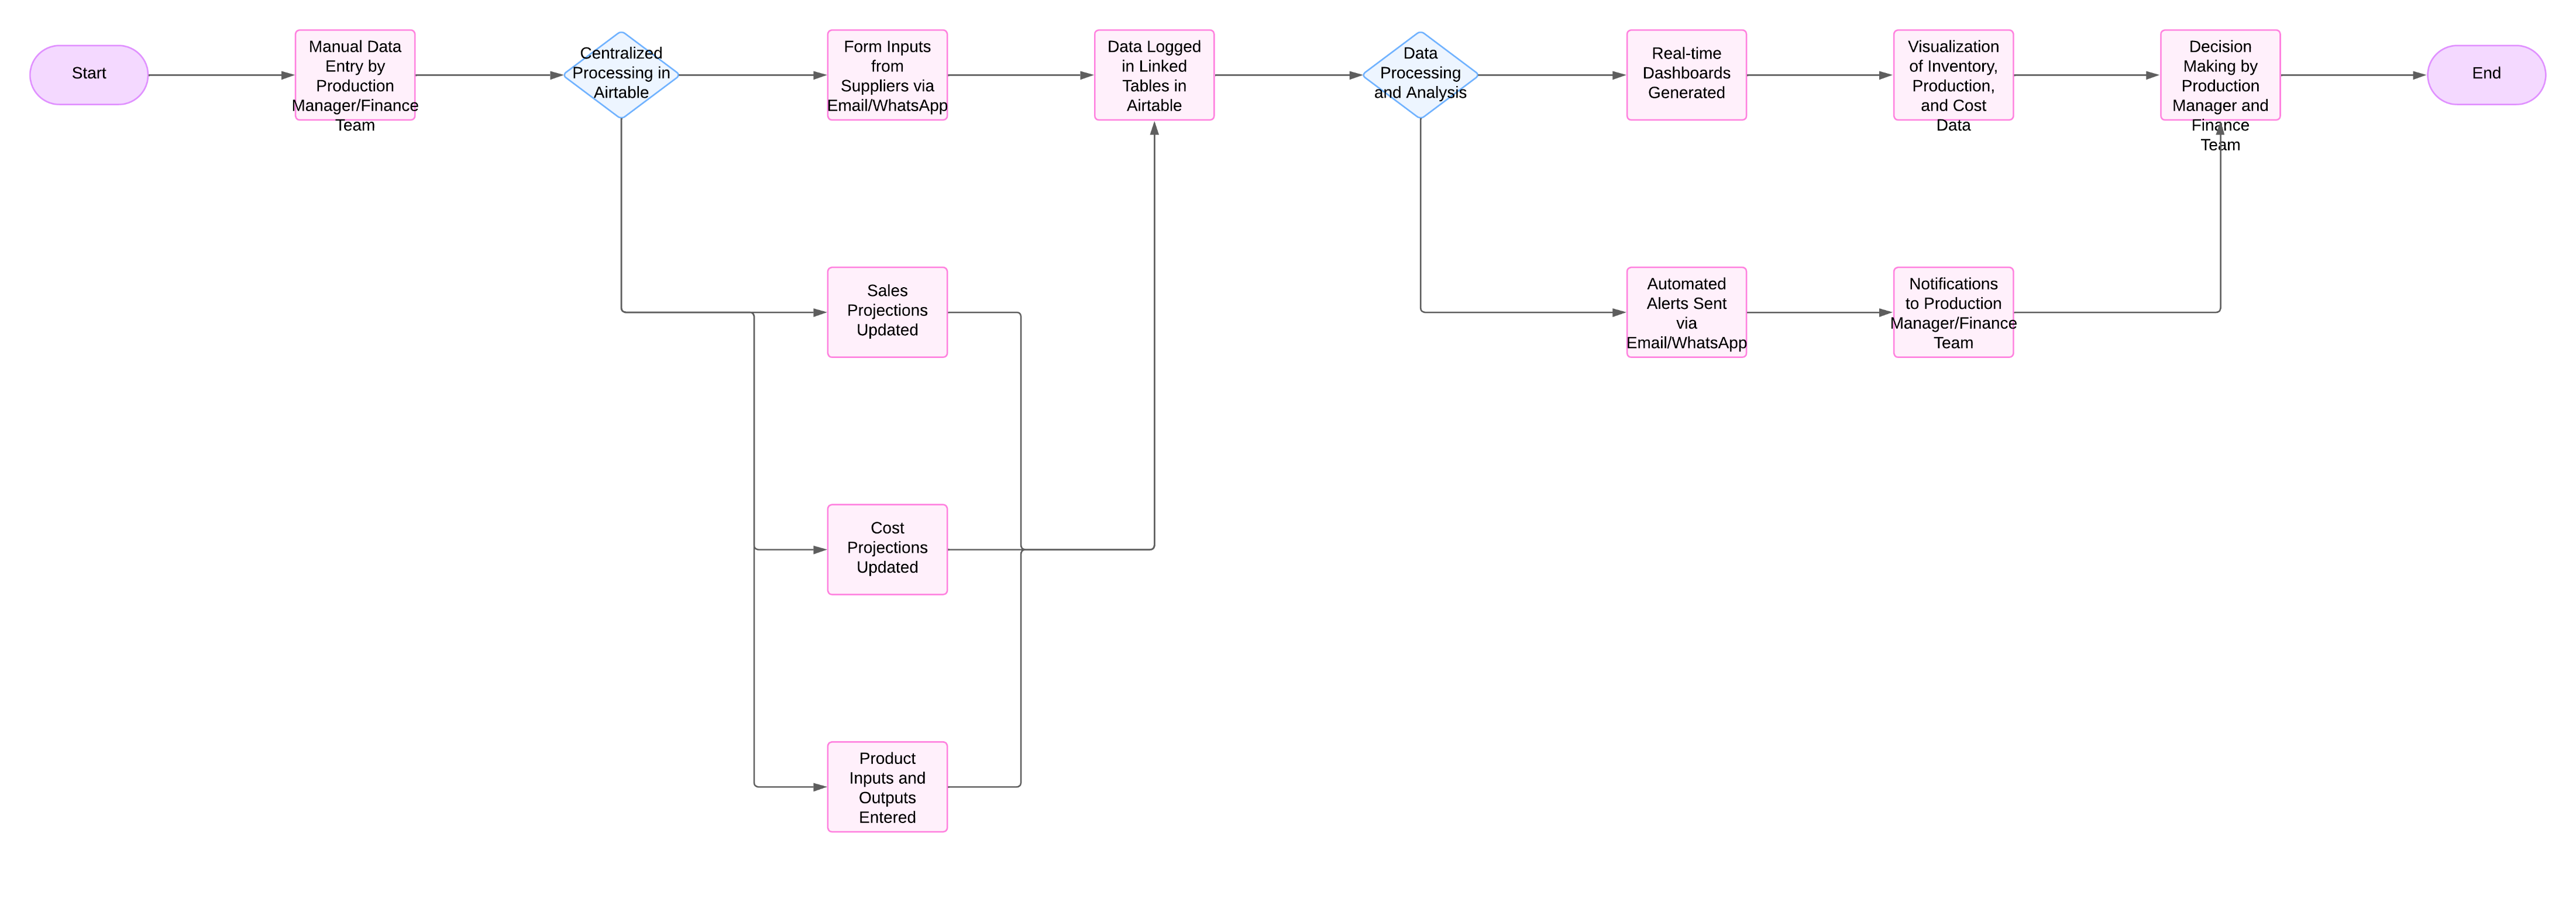 Start
Manual Data
Entry by
Production
Manager/Finance
Team
Centralized
Processing in
Airtable
Form Inputs
from
Suppliers via
Email/WhatsApp
Data Logged
in Linked
Tables in
Airtable
Data
Processing
and Analysis
Real-time
Dashboards
Generated
Visualization
of Inventory,
Production,
and Cost
Data
Decision
Making by
Production
Manager and
Finance
Team
End
Sales
Projections
Updated
Automated
Alerts Sent
via
Email/WhatsApp
Notifications
to Production
Manager/Finance
Team
Cost
Projections
Updated
Product
Inputs and
Outputs
Entered